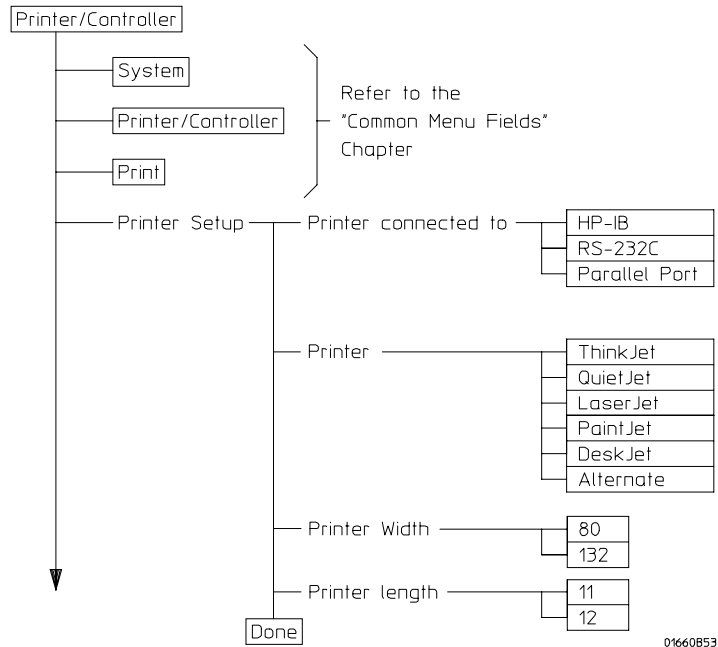 Printer/Controller
System
Printer/Controller
Print
Refer to the
"Common Menu Fields"
Chapter
Printer Setup
Printer connected to
HP-IB
RS-232C
Parallel Port
Printer
ThinkJet
QuietJet
LaserJet
PaintJet
DeskJet
Alternate
Printer Width
80
132
Printer length
11
12
Done
01660B53